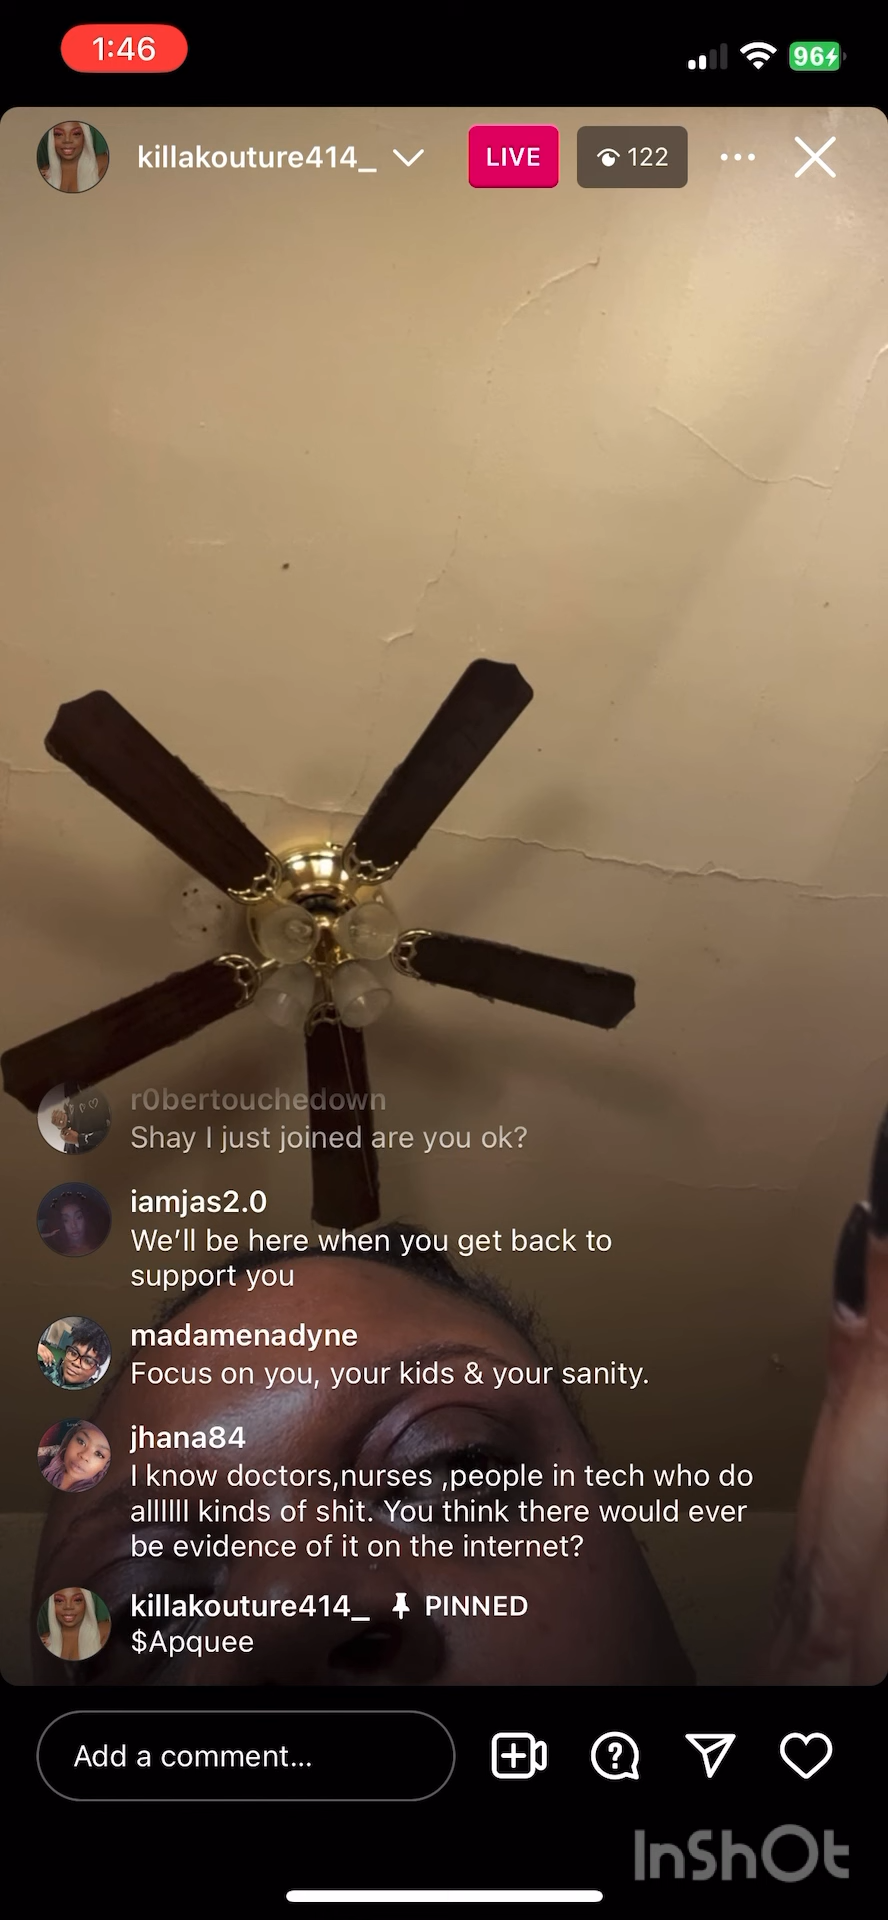 1:46
96
killakouture414_
LIVE
122
r0bertouchedown
Shay I just joined are you ok?
iamjas2.0
We’ll be here when you get back to
support you
madamenadyne
Focus on you, your kids & your sanity.
jhana84
I know doctors,nurses ,people in tech who do
allllll kinds of shit. You think there would ever
be evidence of it on the internet?
killakouture414_ PINNED
$Apquee
Add a comment...
InShOt